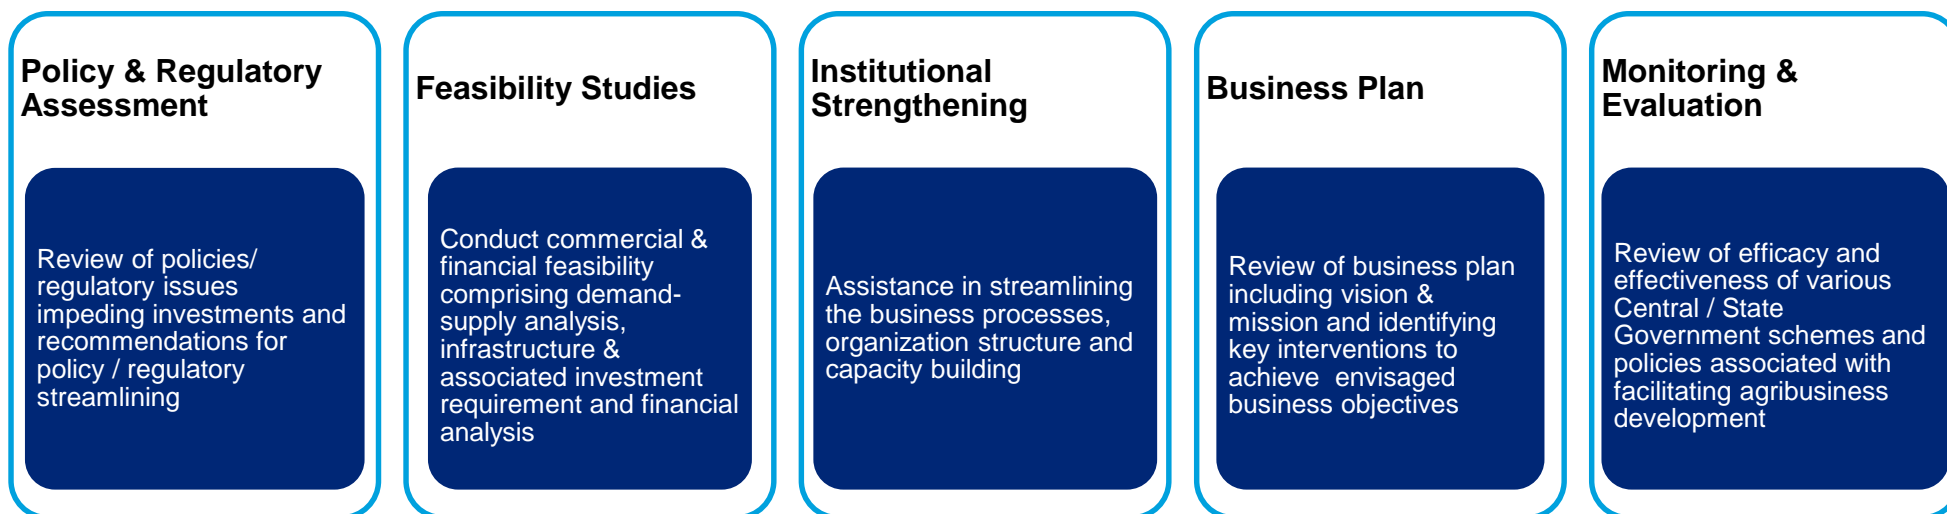 Policy & Regulatory
Assessment
Review of policies/
regulatory issues
impeding investments and
recommendations for
policy / regulatory
streamlining
Feasibility Studies
Conduct commercial &
financial feasibility
comprising demand-
supply analysis,
infrastructure &
associated investment
requirement and financial
analysis
Institutional
Strengthening
Assistance in streamlining
the business processes,
organization structure and
capacity building
Business Plan
Review of business plan
including vision &
mission and identifying
key interventions to
achieve  envisaged
business objectives
Monitoring &
Evaluation
Review of efficacy and
effectiveness of various
Central / State
Government schemes and
policies associated with
facilitating agribusiness
development